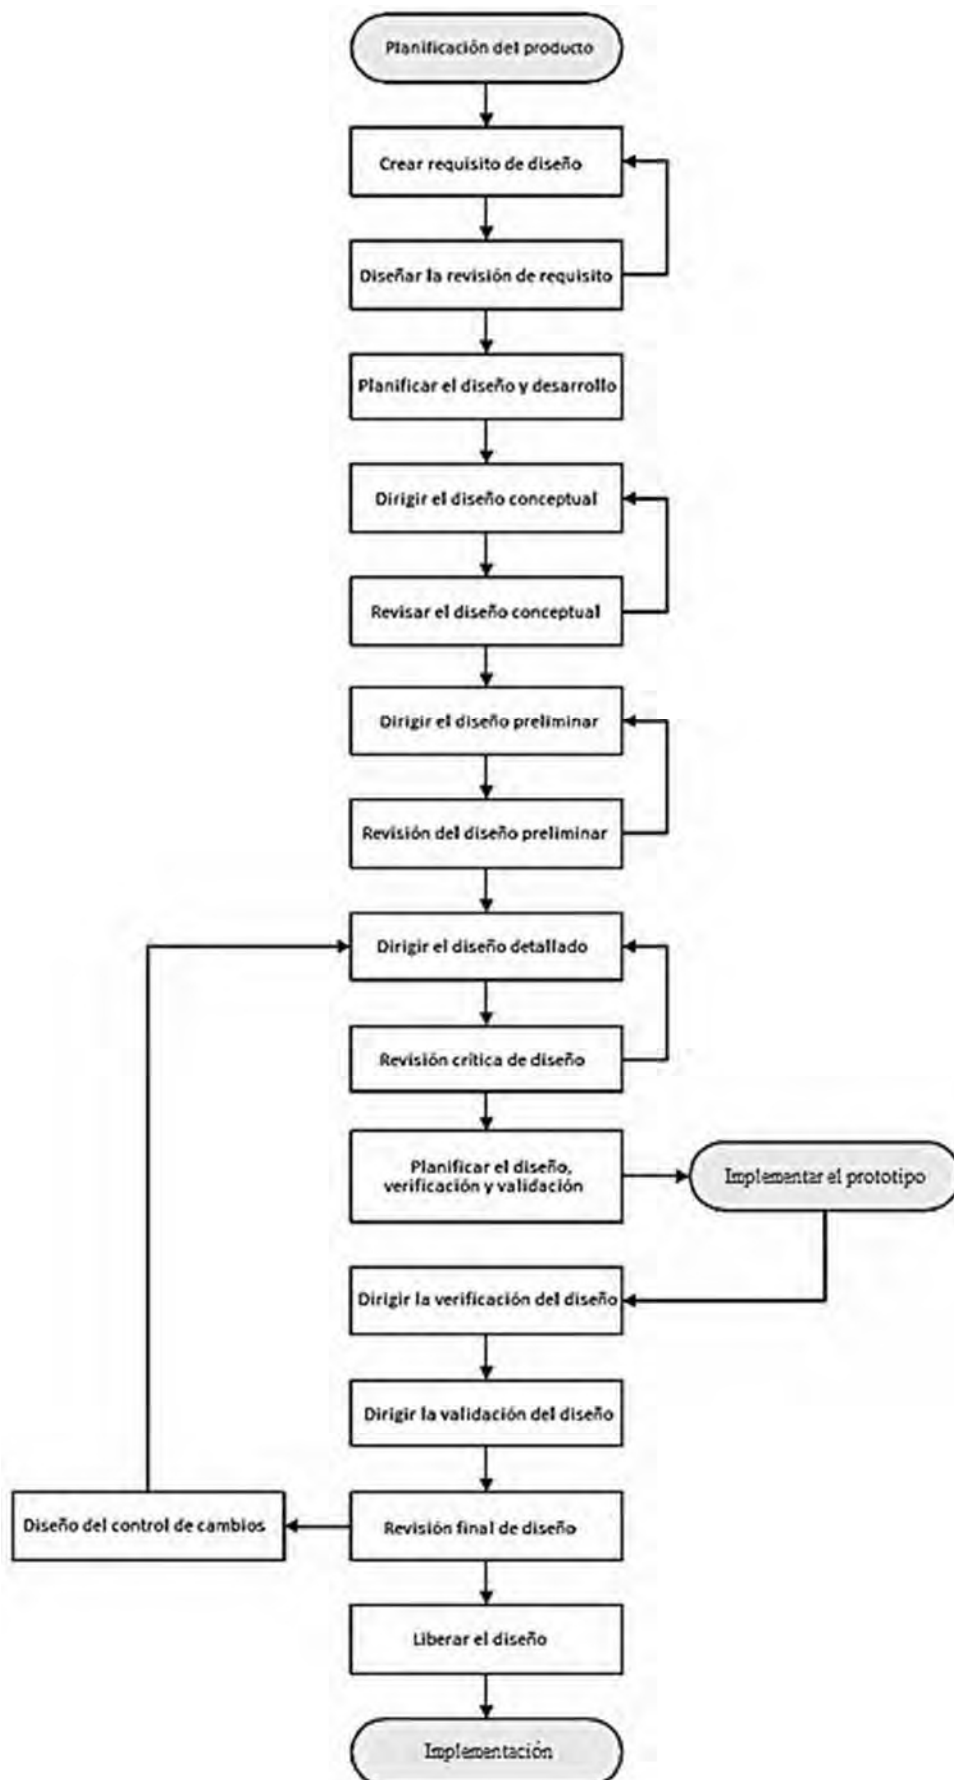 Planificación del producto
Crear requisito de diseño
Diseñar la revisión de requisito
Planificar el diseño y desarrollo
Dirigir el diseño conceptual
Revisar el diseño conceptual
Dirigir el diseño preliminar
Revisión del diseño preliminar
Dirigir el diseño detallado
Revisión crítica de diseño
Planificar el diseño,
verificación y validación
Implementar el prototipo
Dirigir la verificación del diseño
Dirigir la validación del diseño
Diseño del control de cambios
Revisión final de diseño
Liberar el diseño
Implementación